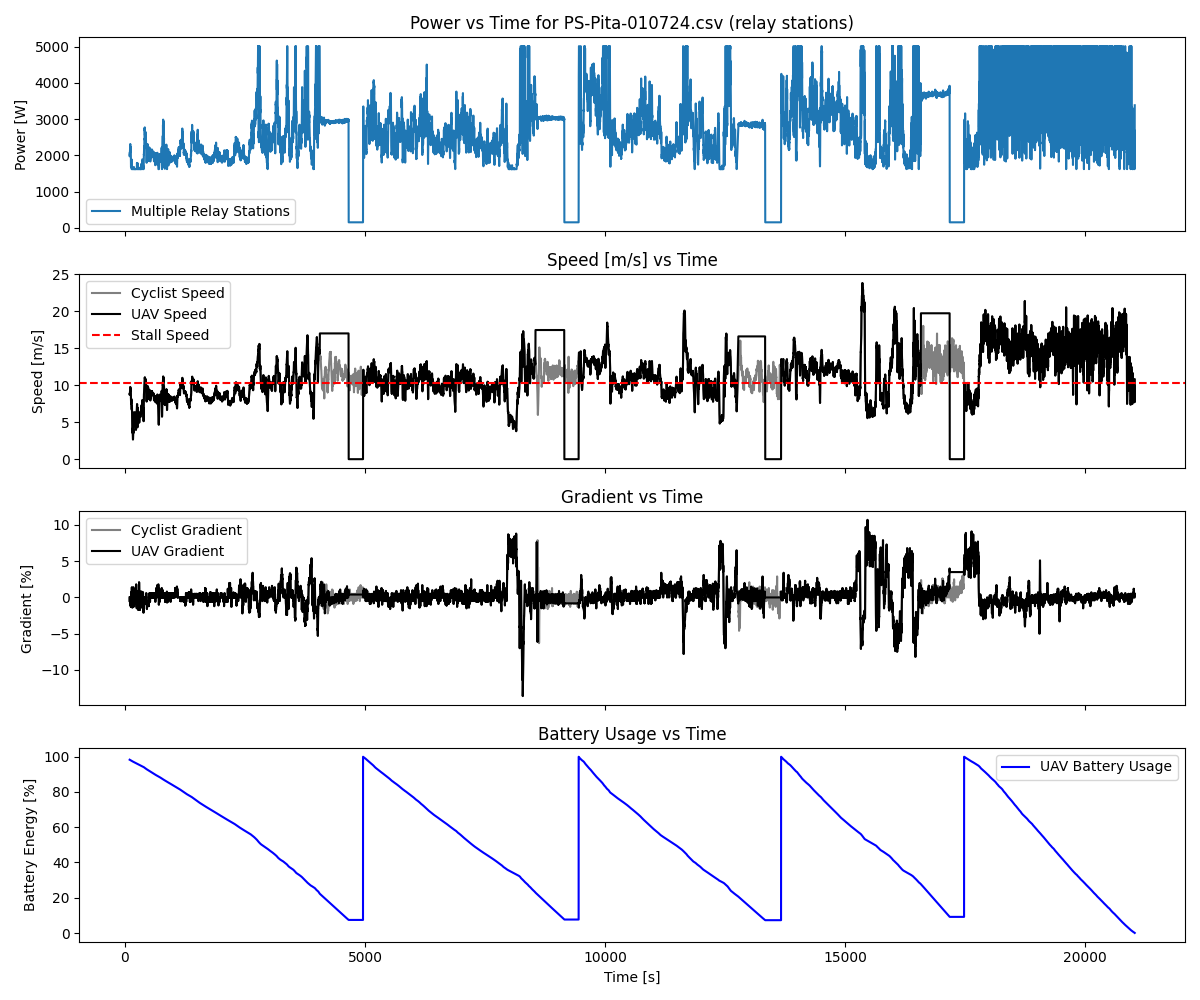 Power vs Time for PS-Pita-010724.csv (relay stations)
5000
4000
3000
2000
1000
0
Power [W]
Multiple Relay Stations
Speed [m/s] vs Time
25
20
15
10
5
0
Speed [m/s]
Cyclist Speed
UAV Speed
Stall Speed
Gradient vs Time
10
5
0
−5
−10
Gradient [%]
Cyclist Gradient
UAV Gradient
Battery Usage vs Time
100
80
60
40
20
0
Battery Energy [%]
UAV Battery Usage
0 5000 10000 15000 20000
Time [s]